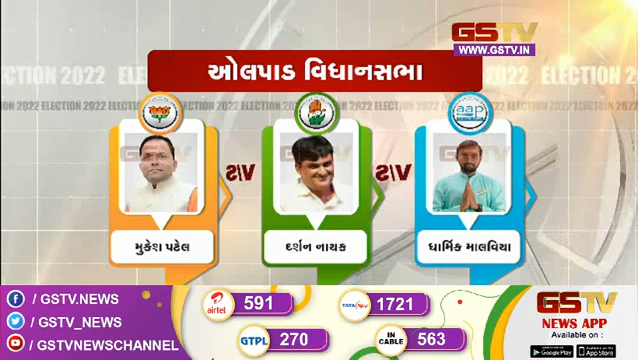 GSTV
WWW.GSTV.IN
ઓલપાડ વિધાનસભા
ELECTION 2022 ELECTION 2022
aap
મુકેશ પટેલ
દર્શન નાયક
ધાર્મિક માલવિયા
/ GSTV.NEWS
/ GSTV_NEWS
/ GSTVNEWSCHANNEL
airtel 591
TATA Play 1721
GTPL 270
IN CABLE 563
GSTV
NEWS APP
Available on :
Google Play
App Store